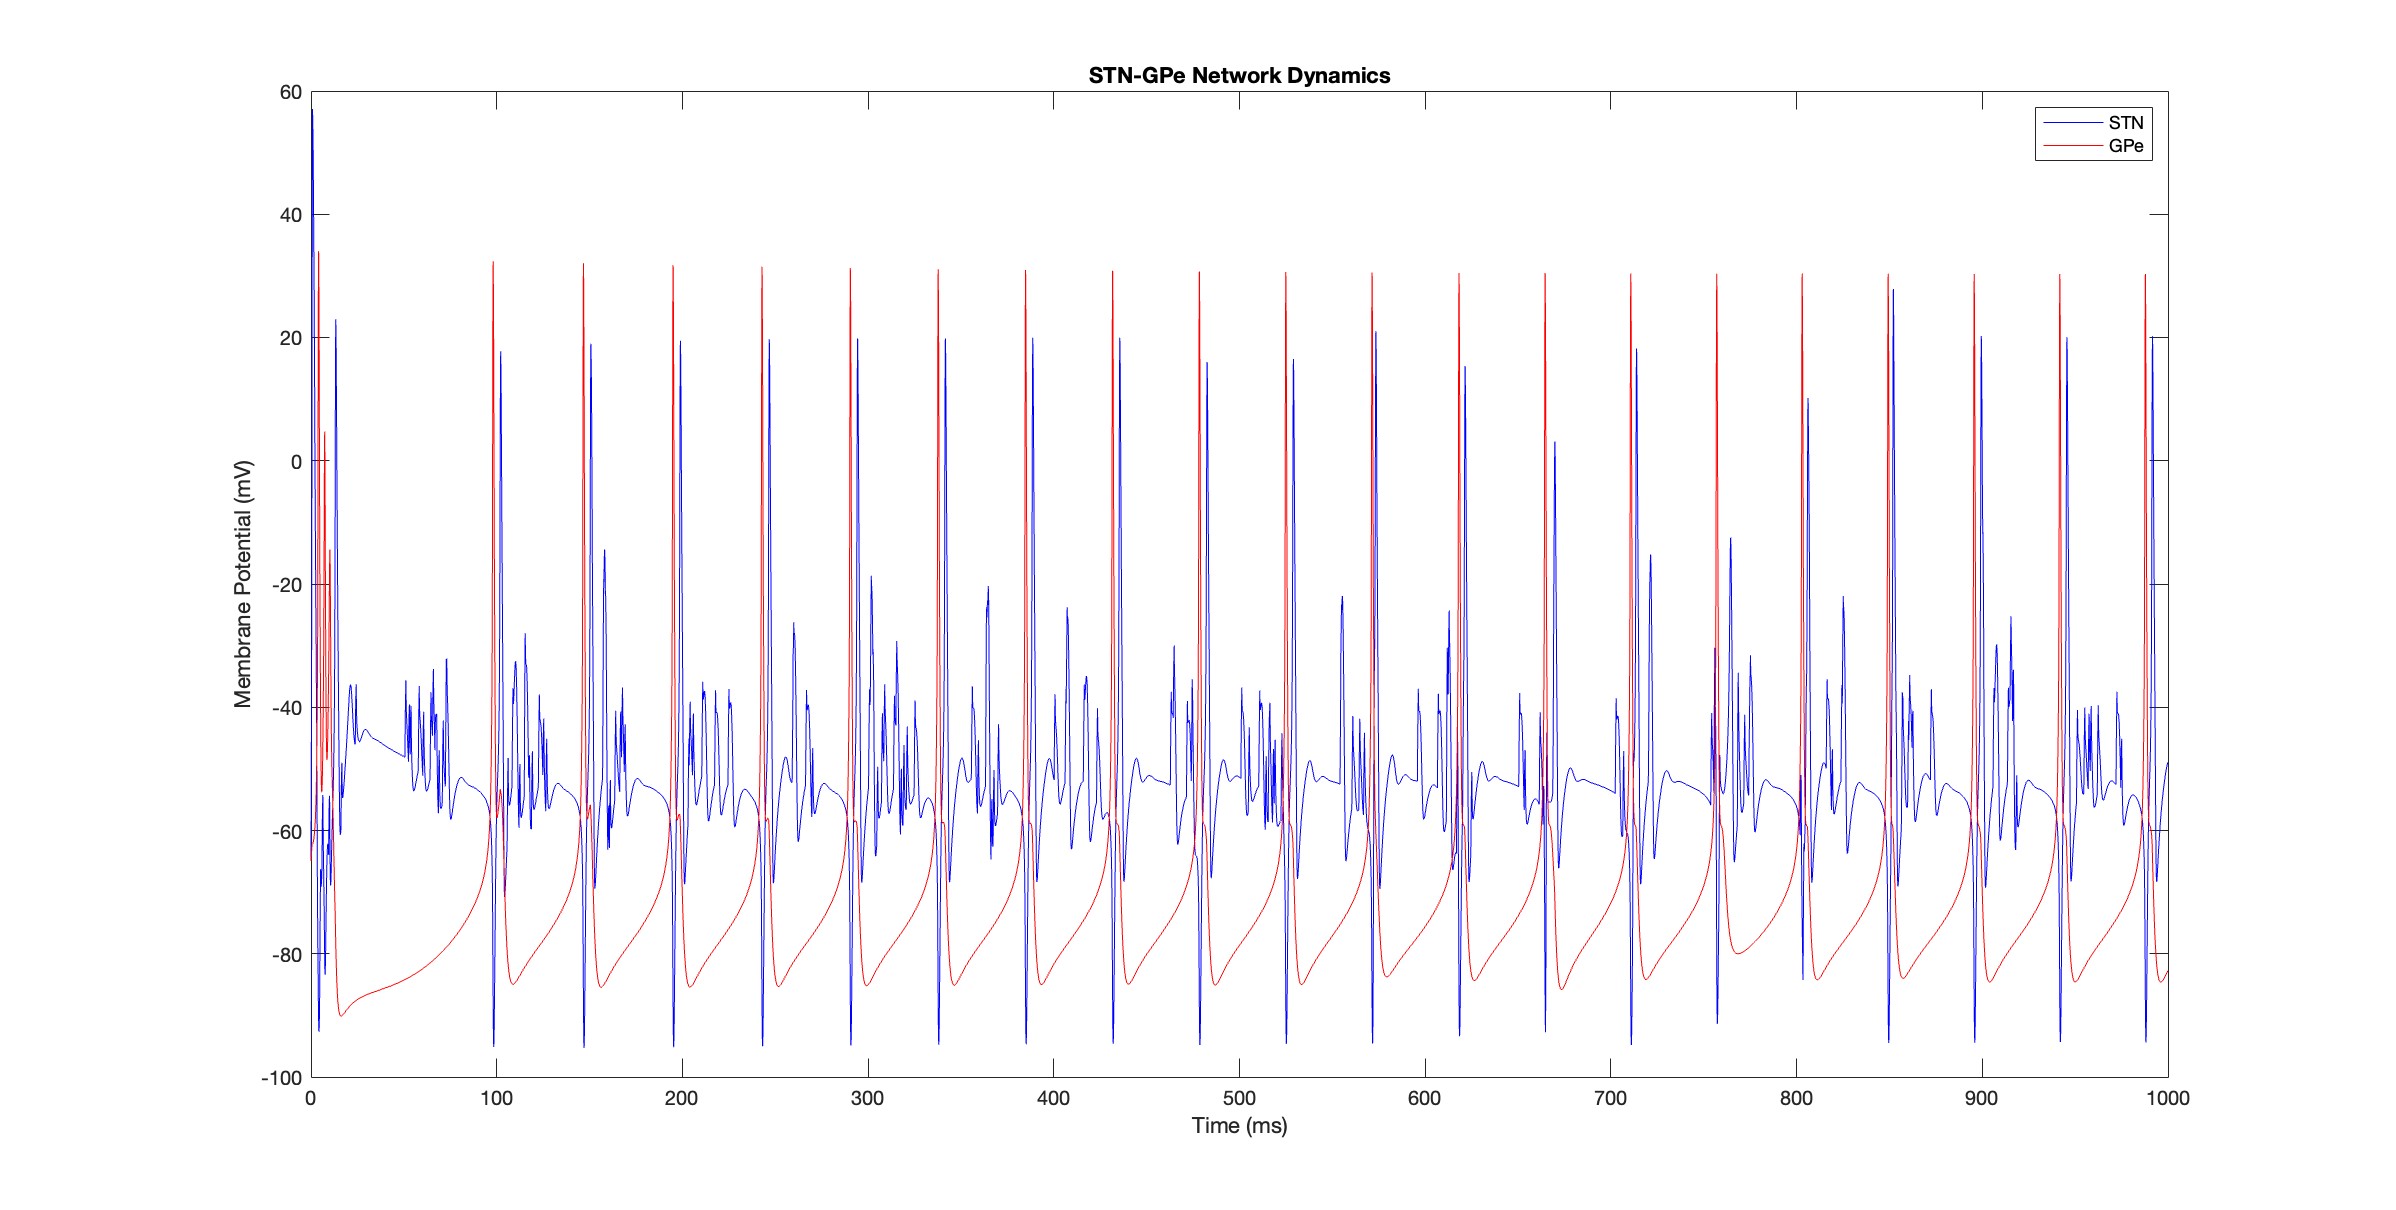 STN-GPe Network Dynamics
60
40
20
0
-20
-40
-60
-80
-100
Membrane Potential (mV)
STN
GPe
0 100 200 300 400 500 600 700 800 900 1000
Time (ms)